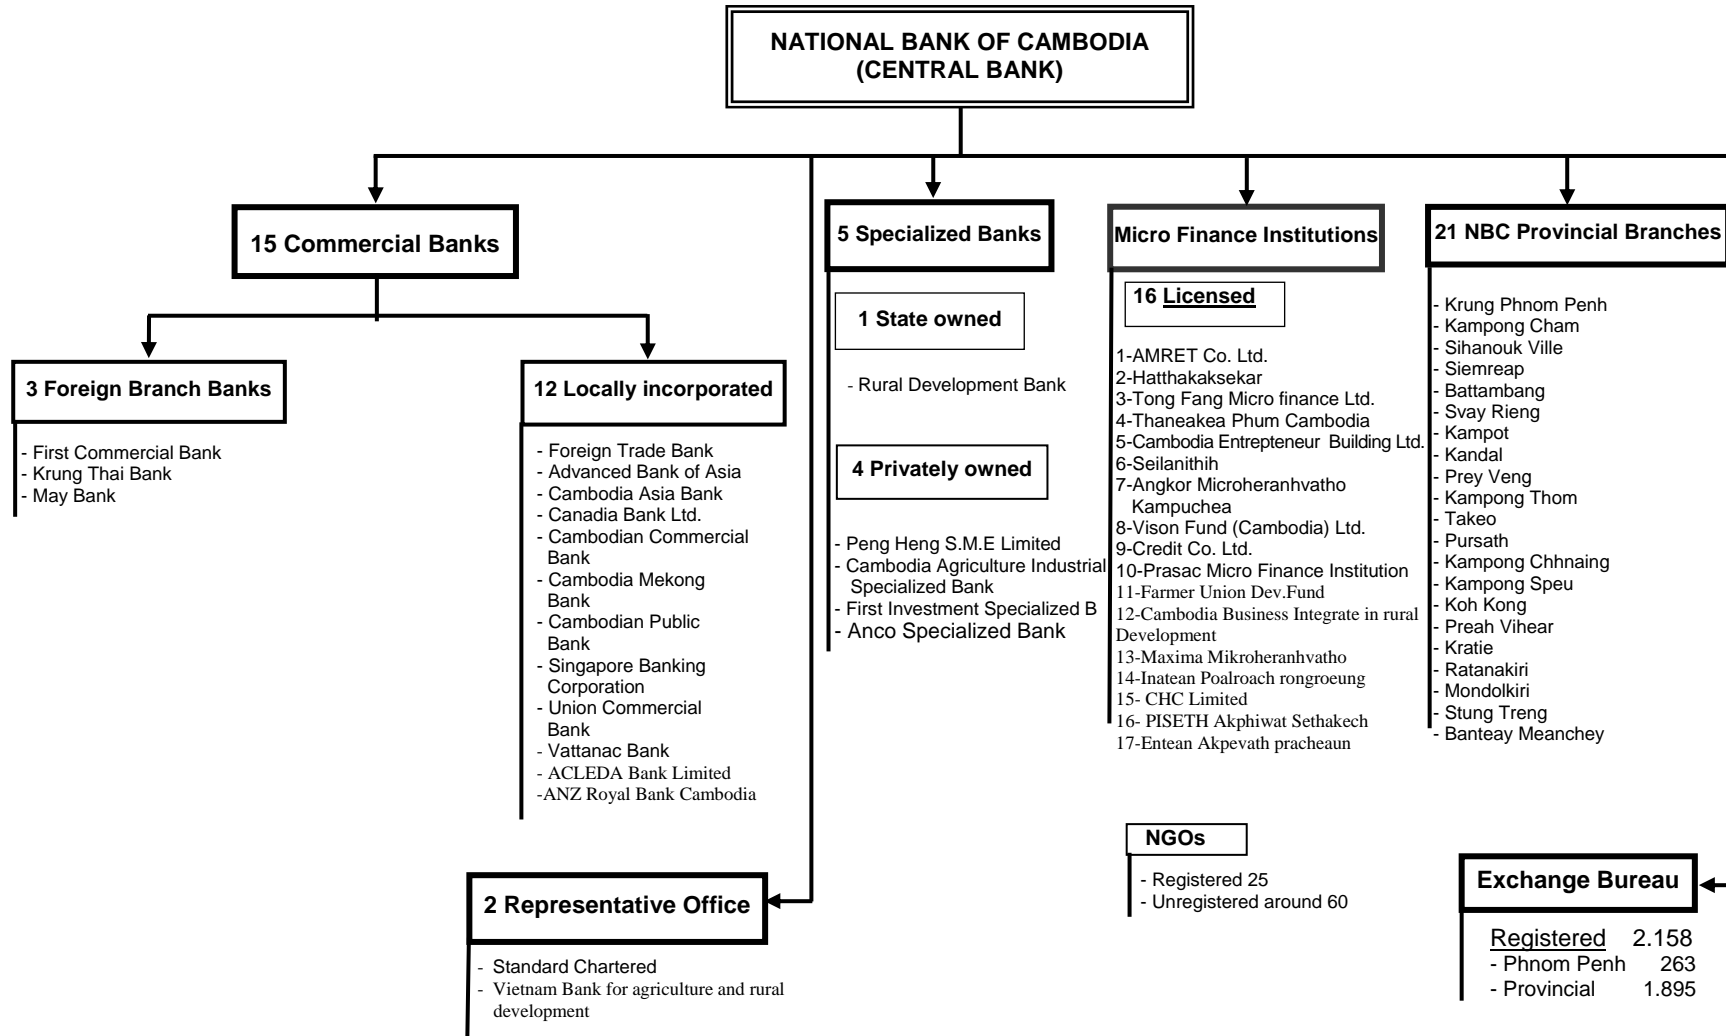 NATIONAL BANK OF CAMBODIA
(CENTRAL BANK)
15 Commercial Banks
3 Foreign Branch Banks
- First Commercial Bank
- Krung Thai Bank
- May Bank
12 Locally incorporated
- Foreign Trade Bank
- Advanced Bank of Asia
- Cambodia Asia Bank
- Canadia Bank Ltd.
- Cambodian Commercial
Bank
- Cambodia Mekong
Bank
- Cambodian Public
Bank
- Singapore Banking
Corporation
- Union Commercial
Bank
- Vattanac Bank
- ACLEDA Bank Limited
-ANZ Royal Bank Cambodia
2 Representative Office
- Standard Chartered
- Vietnam Bank for agriculture and rural
development
5 Specialized Banks
1 State owned
- Rural Development Bank
4 Privately owned
- Peng Heng S.M.E Limited
- Cambodia Agriculture Industrial
Specialized Bank
- First Investment Specialized B
- Anco Specialized Bank
Micro Finance Institutions
16 Licensed
1-AMRET Co. Ltd.
2-Hatthakaksekar
3-Tong Fang Micro finance Ltd.
4-Thaneakea Phum Cambodia
5-Cambodia Entrepteneur Building Ltd.
6-Seilanithih
7-Angkor Microheranhvatho
Kampuchea
8-Vison Fund (Cambodia) Ltd.
9-Credit Co. Ltd.
10-Prasac Micro Finance Institution
11-Farmer Union Dev.Fund
12-Cambodia Business Integrate in rural
Development
13-Maxima Mikroheranhvatho
14-Inatean Poalroach rongroeung
15- CHC Limited
16- PISETH Akphiwat Sethakech
17-Entean Akpevath pracheaun
NGOs
- Registered 25
- Unregistered around 60
21 NBC Provincial Branches
- Krung Phnom Penh
- Kampong Cham
- Sihanouk Ville
- Siemreap
- Battambang
- Svay Rieng
- Kampot
- Kandal
- Prey Veng
- Kampong Thom
- Takeo
- Pursath
- Kampong Chhnaing
- Kampong Speu
- Koh Kong
- Preah Vihear
- Kratie
- Ratanakiri
- Mondolkiri
- Stung Treng
- Banteay Meanchey
Exchange Bureau
Registered 2.158
- Phnom Penh 263
- Provincial 1.895